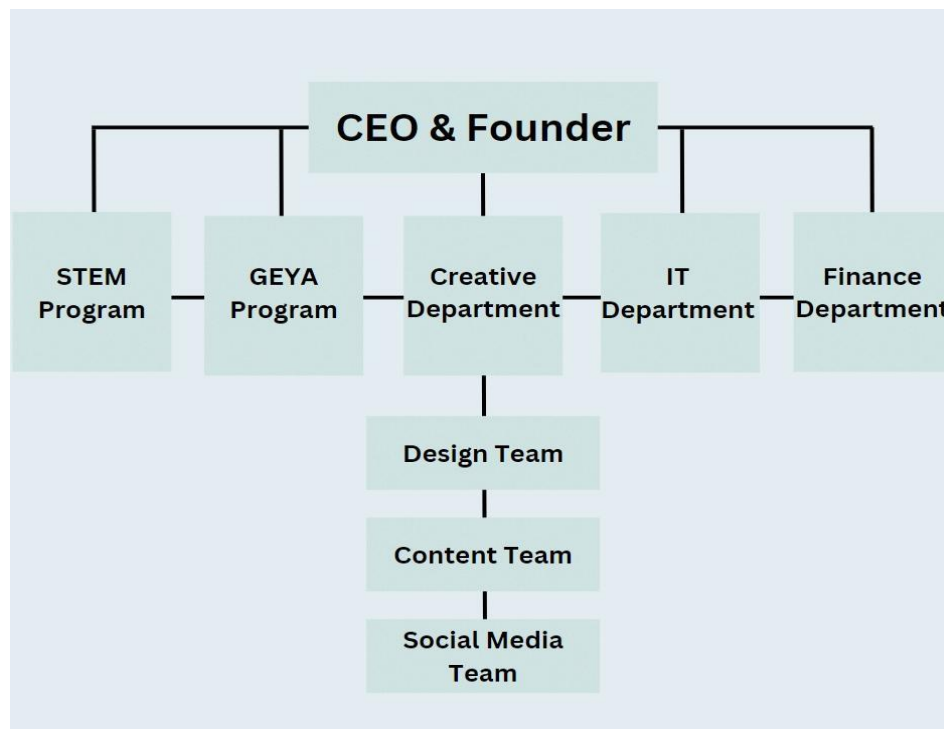 CEO & Founder
STEM
Program
GEYA
Program
Creative
Department
IT
Department
Finance
Department
Design Team
Content Team
Social Media
Team